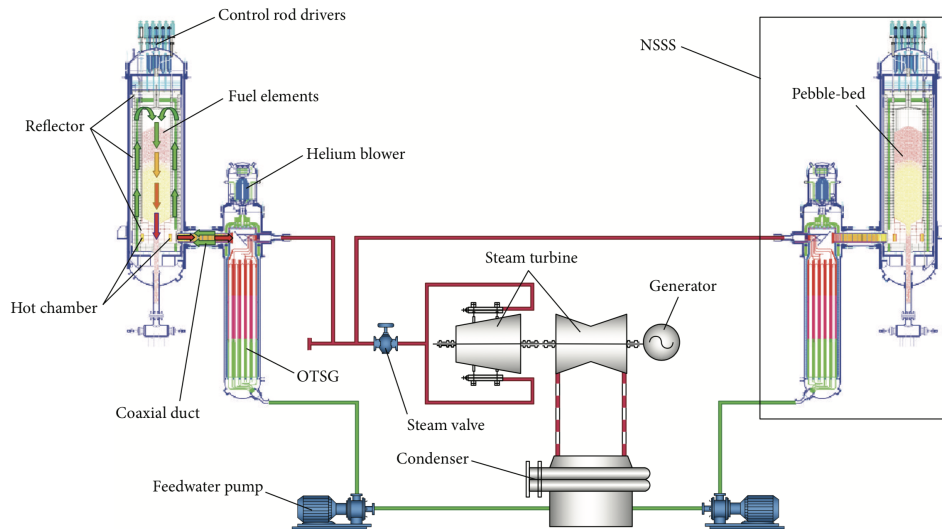 Control rod drivers
NSSS
Fuel elements
Pebble-bed
Reflector
Helium blower
Steam turbine
Generator
Hot chamber
OTSG
Coaxial duct
Steam valve
Condenser
Feedwater pump